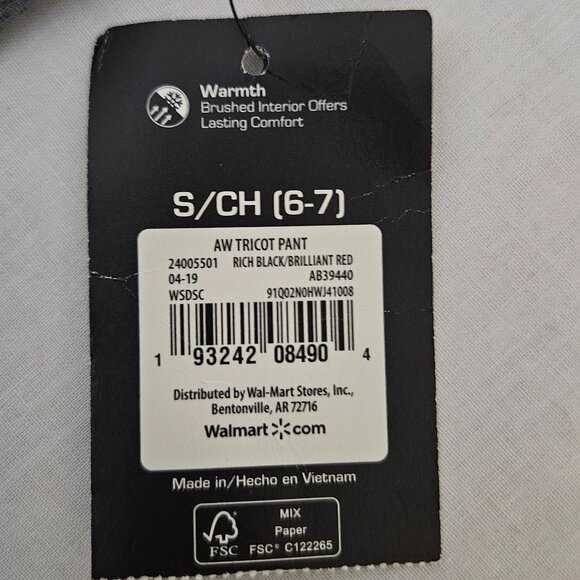 Warmth
Brushed Interior Offers
Lasting Comfort
S/CH (6-7)
AW TRICOT PANT
24005501 RICH BLACK/BRILLIANT RED
04-19 AB39440
WSDSC 91Q02N0HWJ41008
1 93242 08490 4
Distributed by Wal-Mart Stores, Inc.,
Bentonville, AR 72716
Walmart.com
Made in/Hecho en Vietnam
MIX
Paper
FSC FSC® C122265